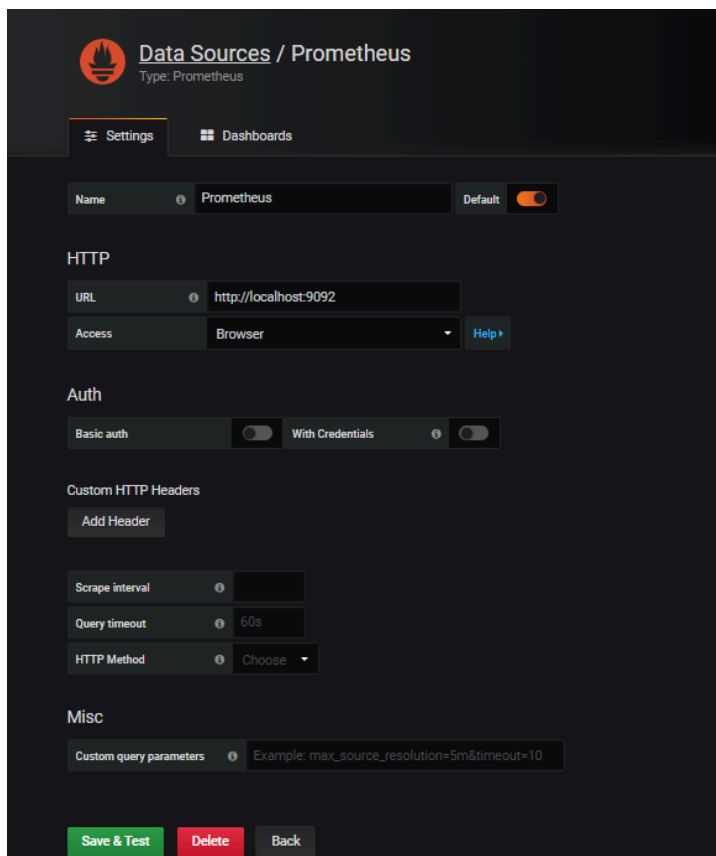 Data Sources / Prometheus
Type: Prometheus
Settings Dashboards
Name Prometheus Default
HTTP
URL http://localhost:9092
Access Browser Help
Auth
Basic auth With Credentials
Custom HTTP Headers
Add Header
Scrape interval
Query timeout 60s
HTTP Method Choose
Misc
Custom query parameters Example: max_source_resolution=5m&timeout=10
Save & Test Delete Back